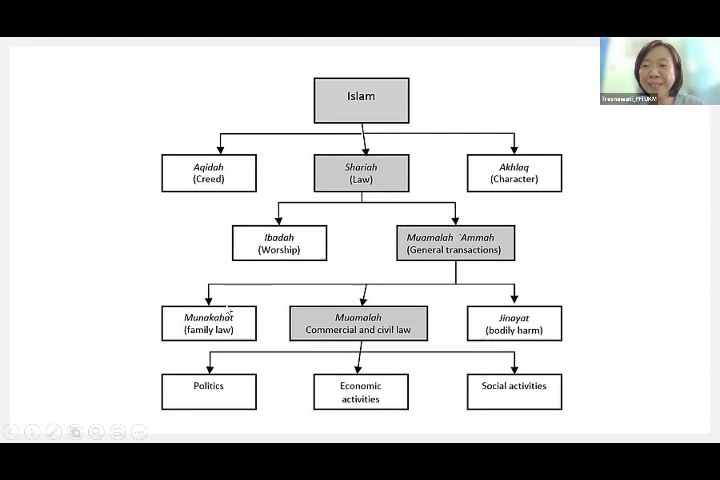 Tresnawati_FFIUKM
Islam
Aqidah
(Creed)
Shariah
(Law)
Akhlaq
(Character)
Ibadah
(Worship)
Muamalah `Ammah
(General transactions)
Munakahat
(family law)
Muamalah
Commercial and civil law
Jinayat
(bodily harm)
Politics
Economic
activities
Social activities